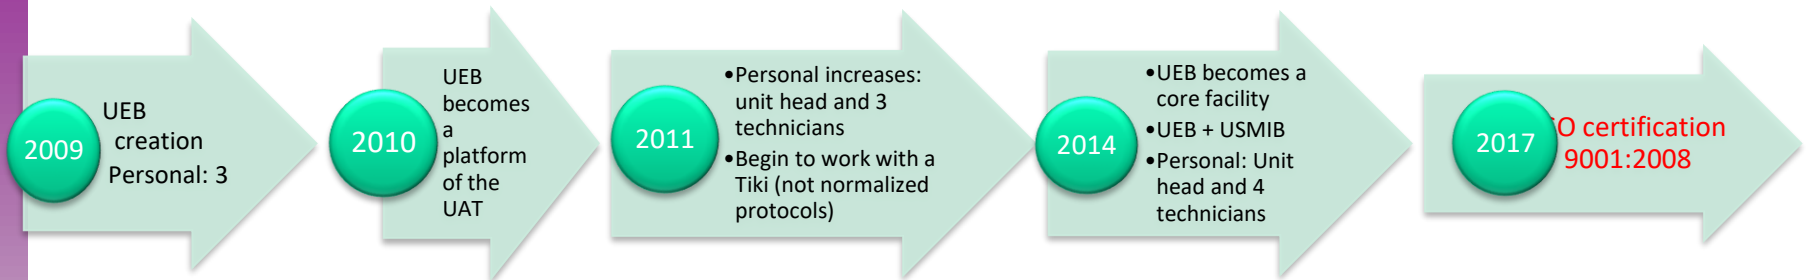 2009
UEB
creation
Personal: 3
2010
UEB
becomes
a
platform
of the
UAT
2011
•Personal increases:
unit head and 3
technicians
•Begin to work with a
Tiki (not normalized
protocols)
2014
•UEB becomes a
core facility
•UEB + USMIB
•Personal: Unit
head and 4
technicians
2017
certification
9001:2008